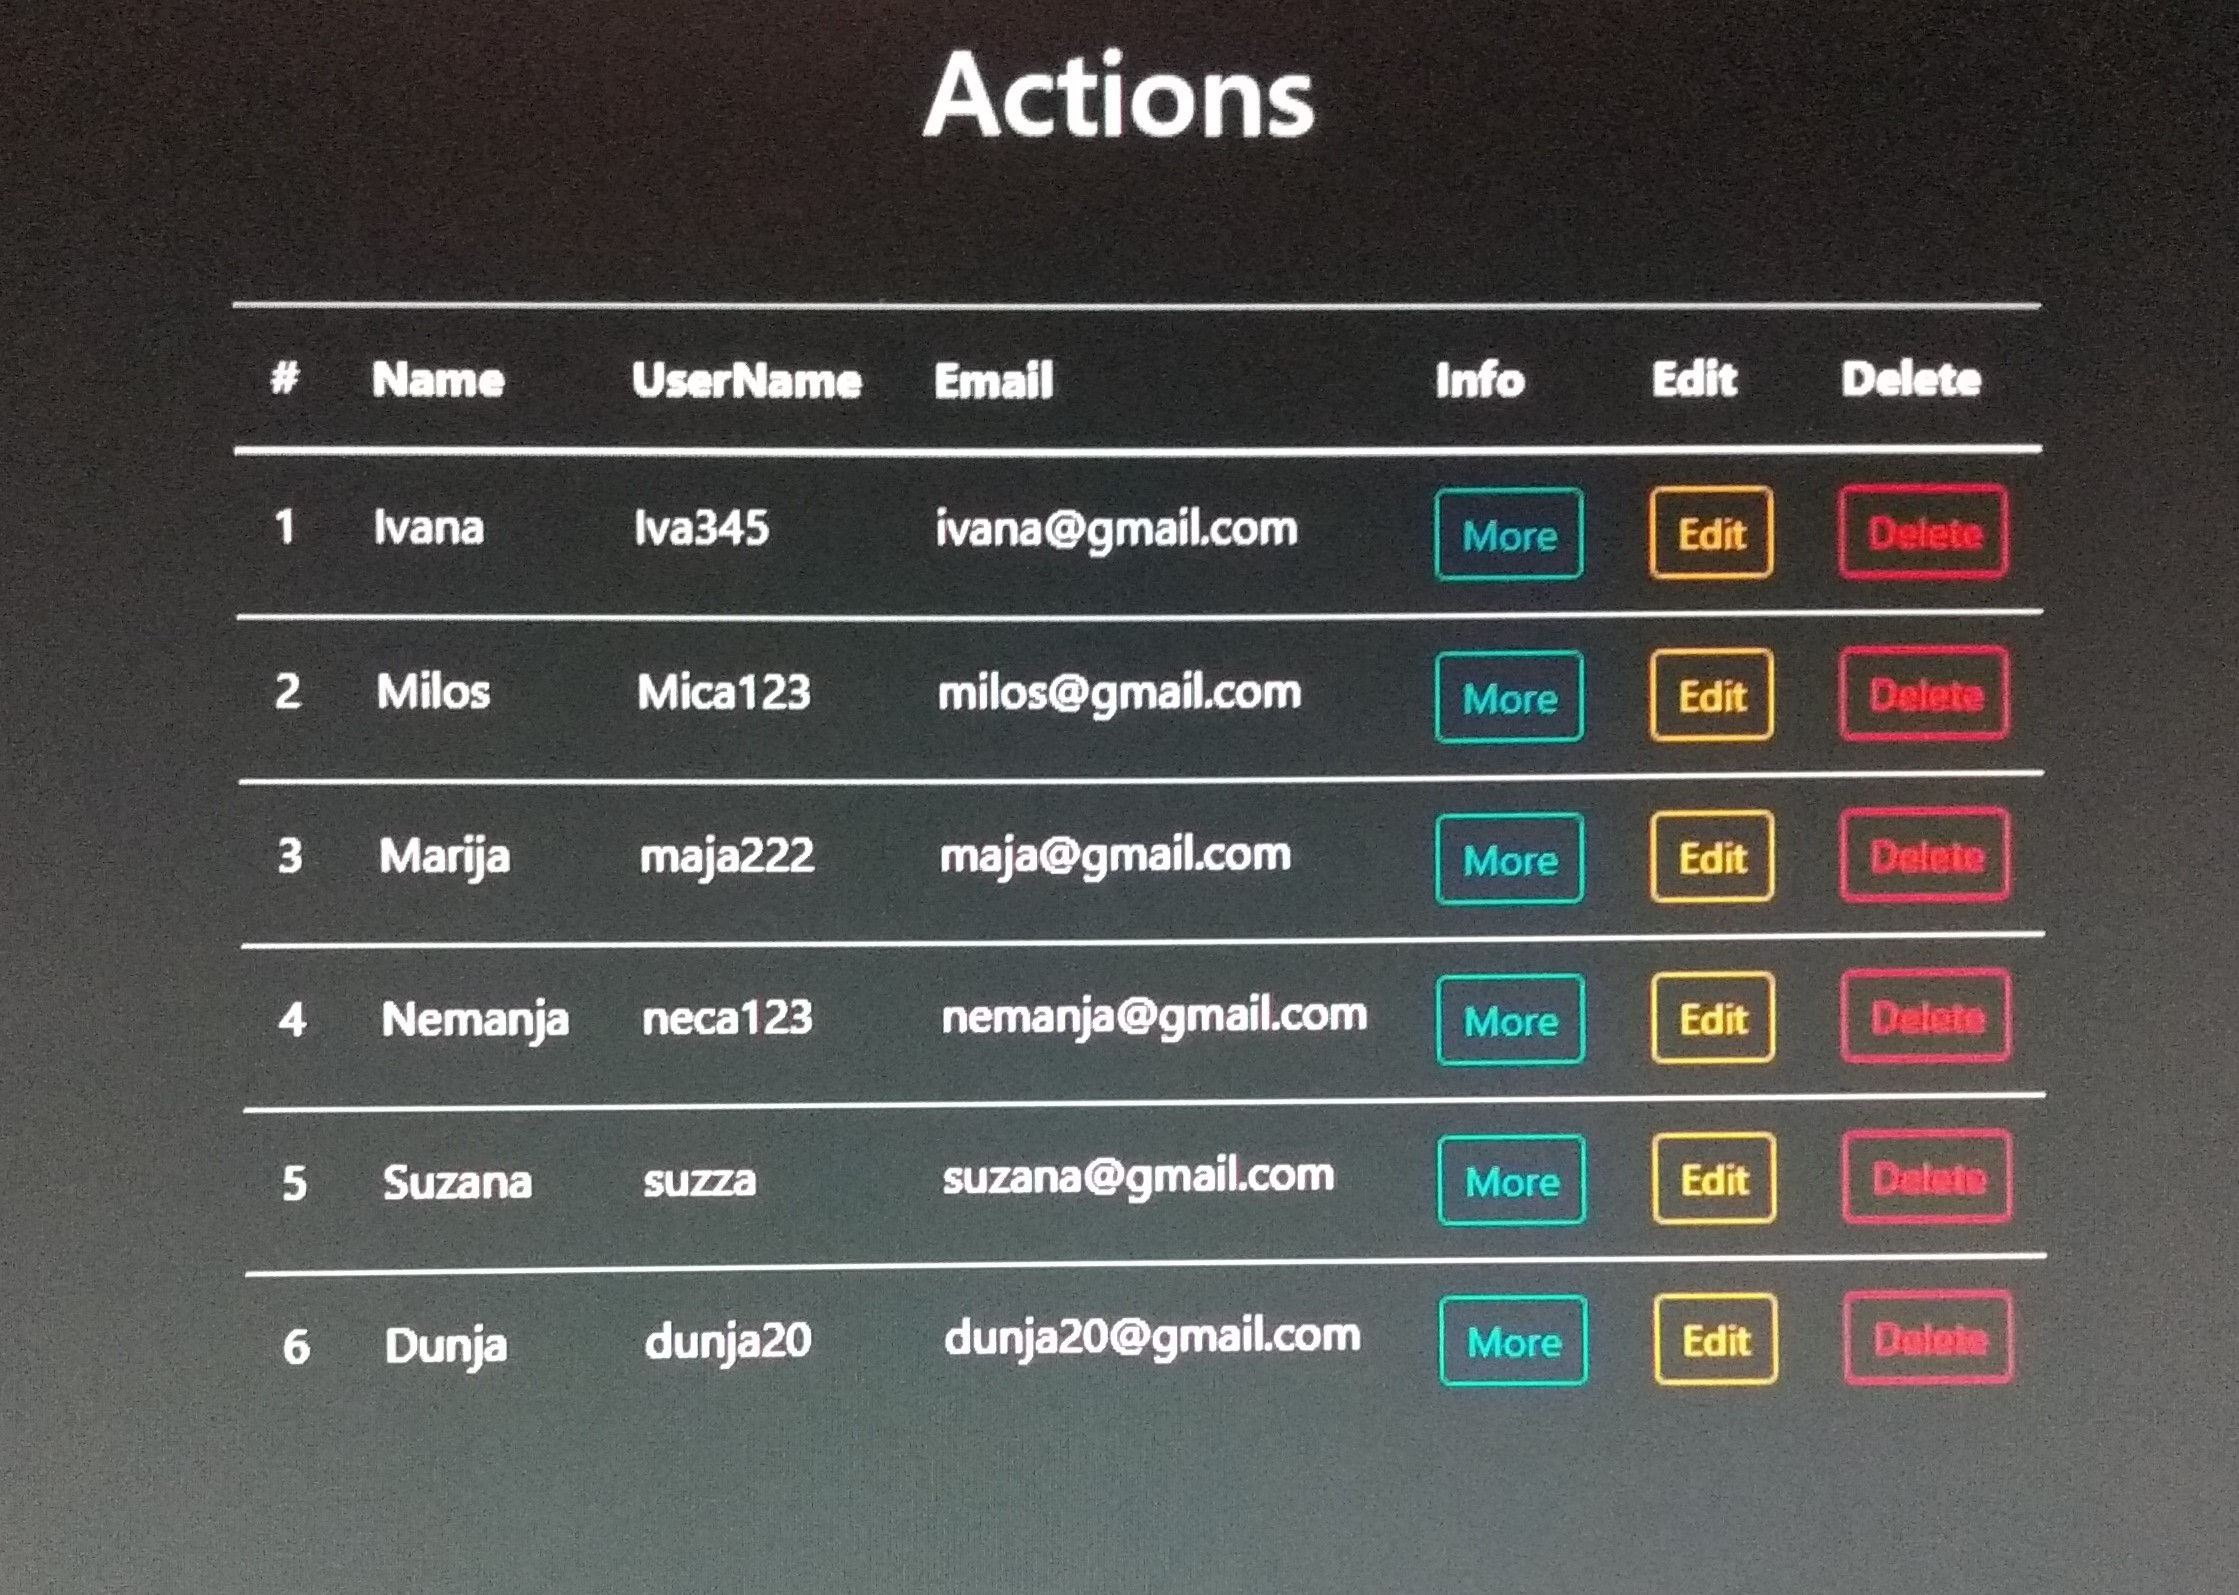 Actions
# Name UserName Email Info Edit Delete
1 Ivana Iva345 ivana@gmail.com More Edit Delete
2 Milos Mica123 milos@gmail.com More Edit Delete
3 Marija maja222 maja@gmail.com More Edit Delete
4 Nemanja neca123 nemanja@gmail.com More Edit Delete
5 Suzana suzza suzana@gmail.com More Edit Delete
6 Dunja dunja20 dunja20@gmail.com More Edit Delete